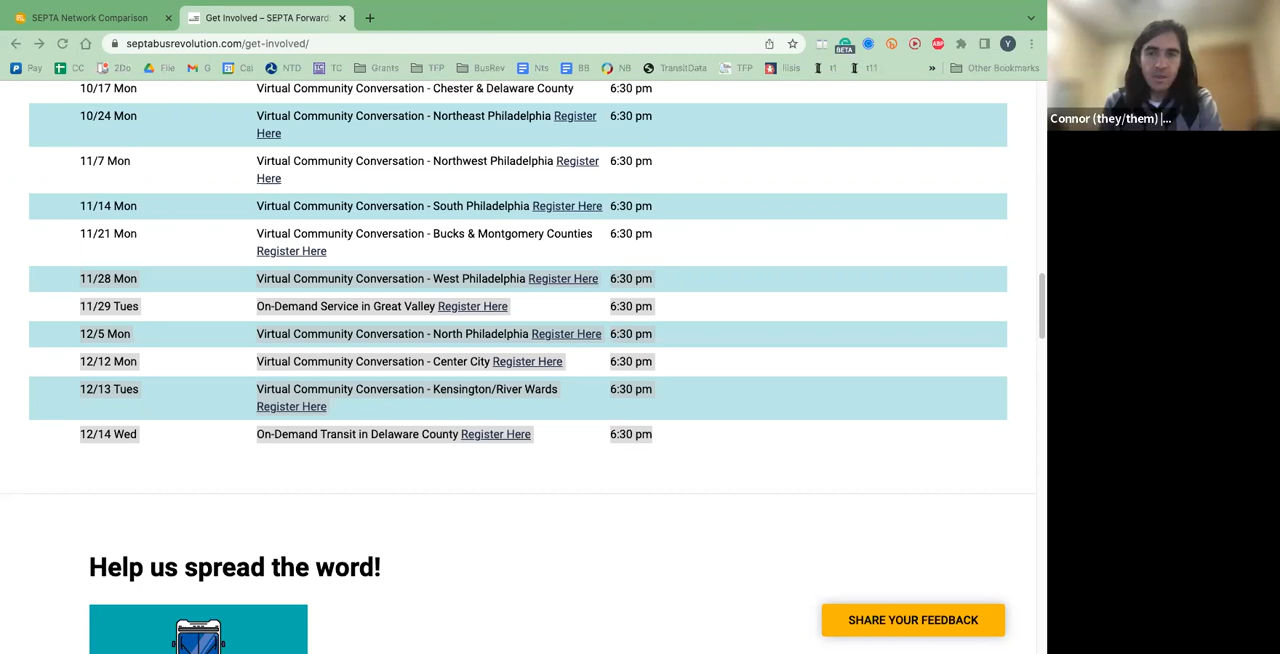 SEPTA Network Comparison
Get Involved – SEPTA Forward:
septabusrevolution.com/get-involved/
BETA
ABP
Y
Pay
CC
2Do
File
G
Cal
NTD
TC
Grants
TFP
BusRev
Nts
BB
NB
TransitData
TFP
Ilisis
t1
t11
»
Other Bookmarks
10/17 Mon Virtual Community Conversation - Chester & Delaware County 6:30 pm
10/24 Mon Virtual Community Conversation - Northeast Philadelphia Register 6:30 pm
Here
11/7 Mon Virtual Community Conversation - Northwest Philadelphia Register 6:30 pm
Here
11/14 Mon Virtual Community Conversation - South Philadelphia Register Here 6:30 pm
11/21 Mon Virtual Community Conversation - Bucks & Montgomery Counties 6:30 pm
Register Here
11/28 Mon Virtual Community Conversation - West Philadelphia Register Here 6:30 pm
11/29 Tues On-Demand Service in Great Valley Register Here 6:30 pm
12/5 Mon Virtual Community Conversation - North Philadelphia Register Here 6:30 pm
12/12 Mon Virtual Community Conversation - Center City Register Here 6:30 pm
12/13 Tues Virtual Community Conversation - Kensington/River Wards 6:30 pm
Register Here
12/14 Wed On-Demand Transit in Delaware County Register Here 6:30 pm
Help us spread the word!
SHARE YOUR FEEDBACK
Connor (they/them) |...